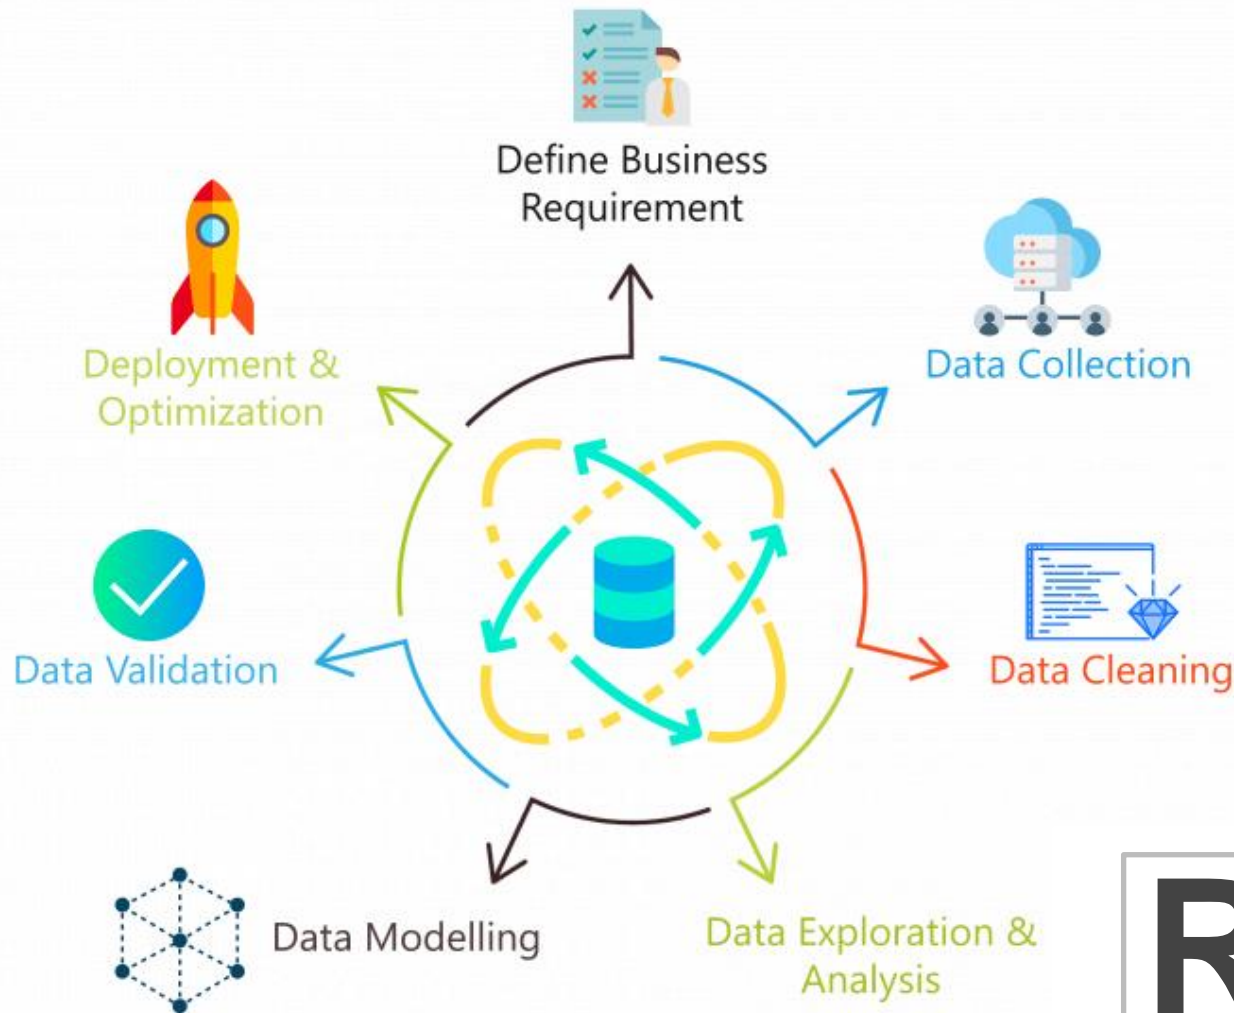 Define Business
Requirement
Data Collection
Data Cleaning
Data Exploration &
Analysis
Data Modelling
Data Validation
Deployment &
Optimization
R